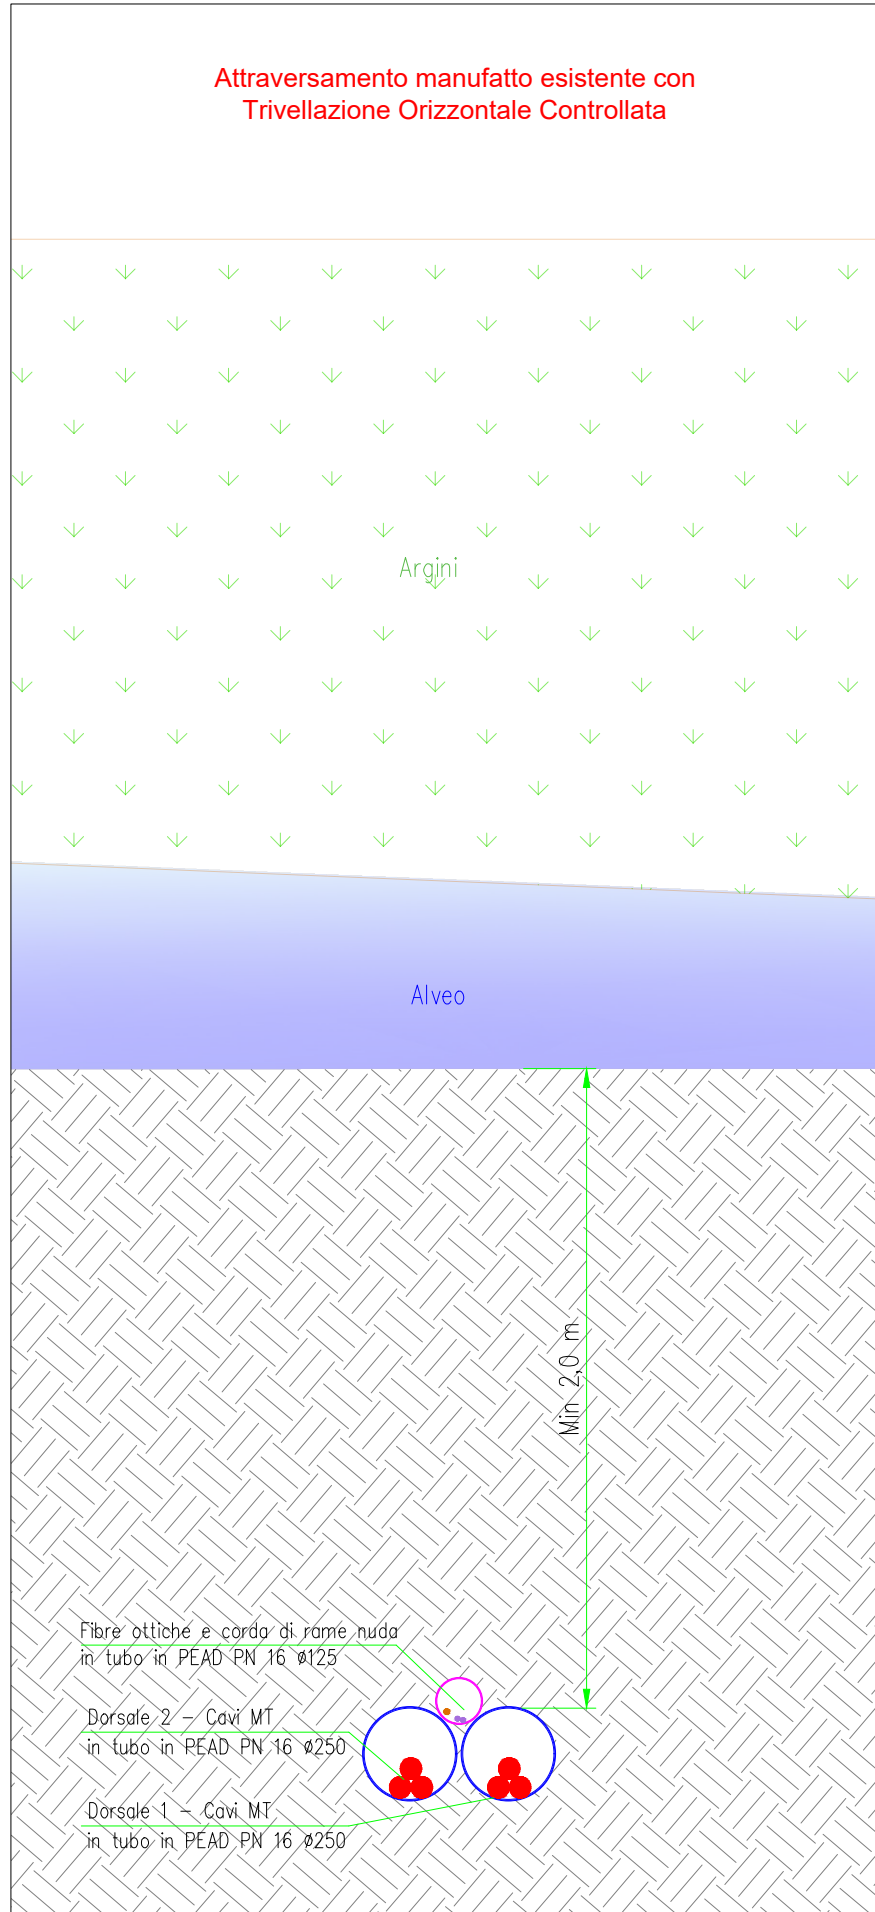 Attraversamento manufatto esistente con
Trivellazione Orizzontale Controllata
Argini
Alveo
Min 2,0 m
Fibre ottiche e corda di rame nuda
in tubo in PEAD PN 16 ø125
Dorsale 2 - Cavi MT
in tubo in PEAD PN 16 ø250
Dorsale 1 - Cavi MT
in tubo in PEAD PN 16 ø250